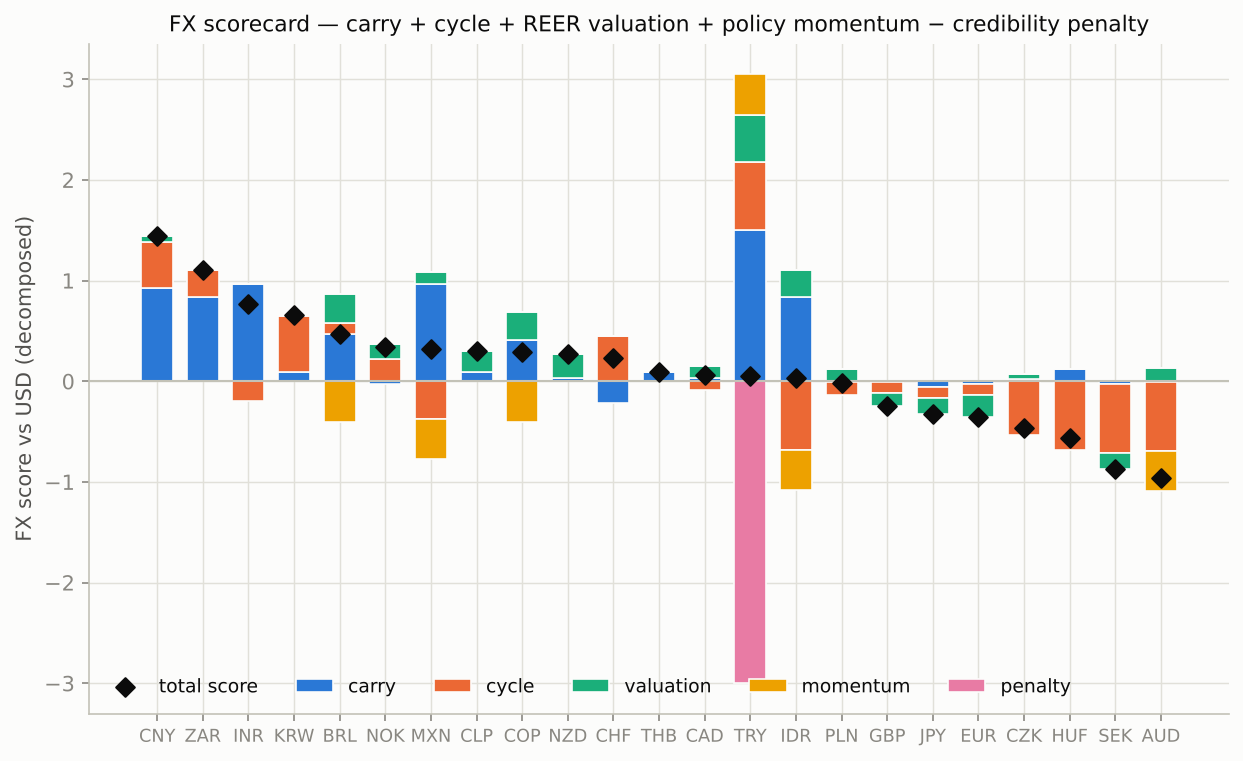 FX scorecard — carry + cycle + REER valuation + policy momentum − credibility penalty
FX score vs USD (decomposed)
3
2
1
0
−1
−2
−3
total score carry cycle valuation momentum penalty
CNY ZAR INR KRW BRL NOK MXN CLP COP NZD CHF THB CAD TRY IDR PLN GBP JPY EUR CZK HUF SEK AUD